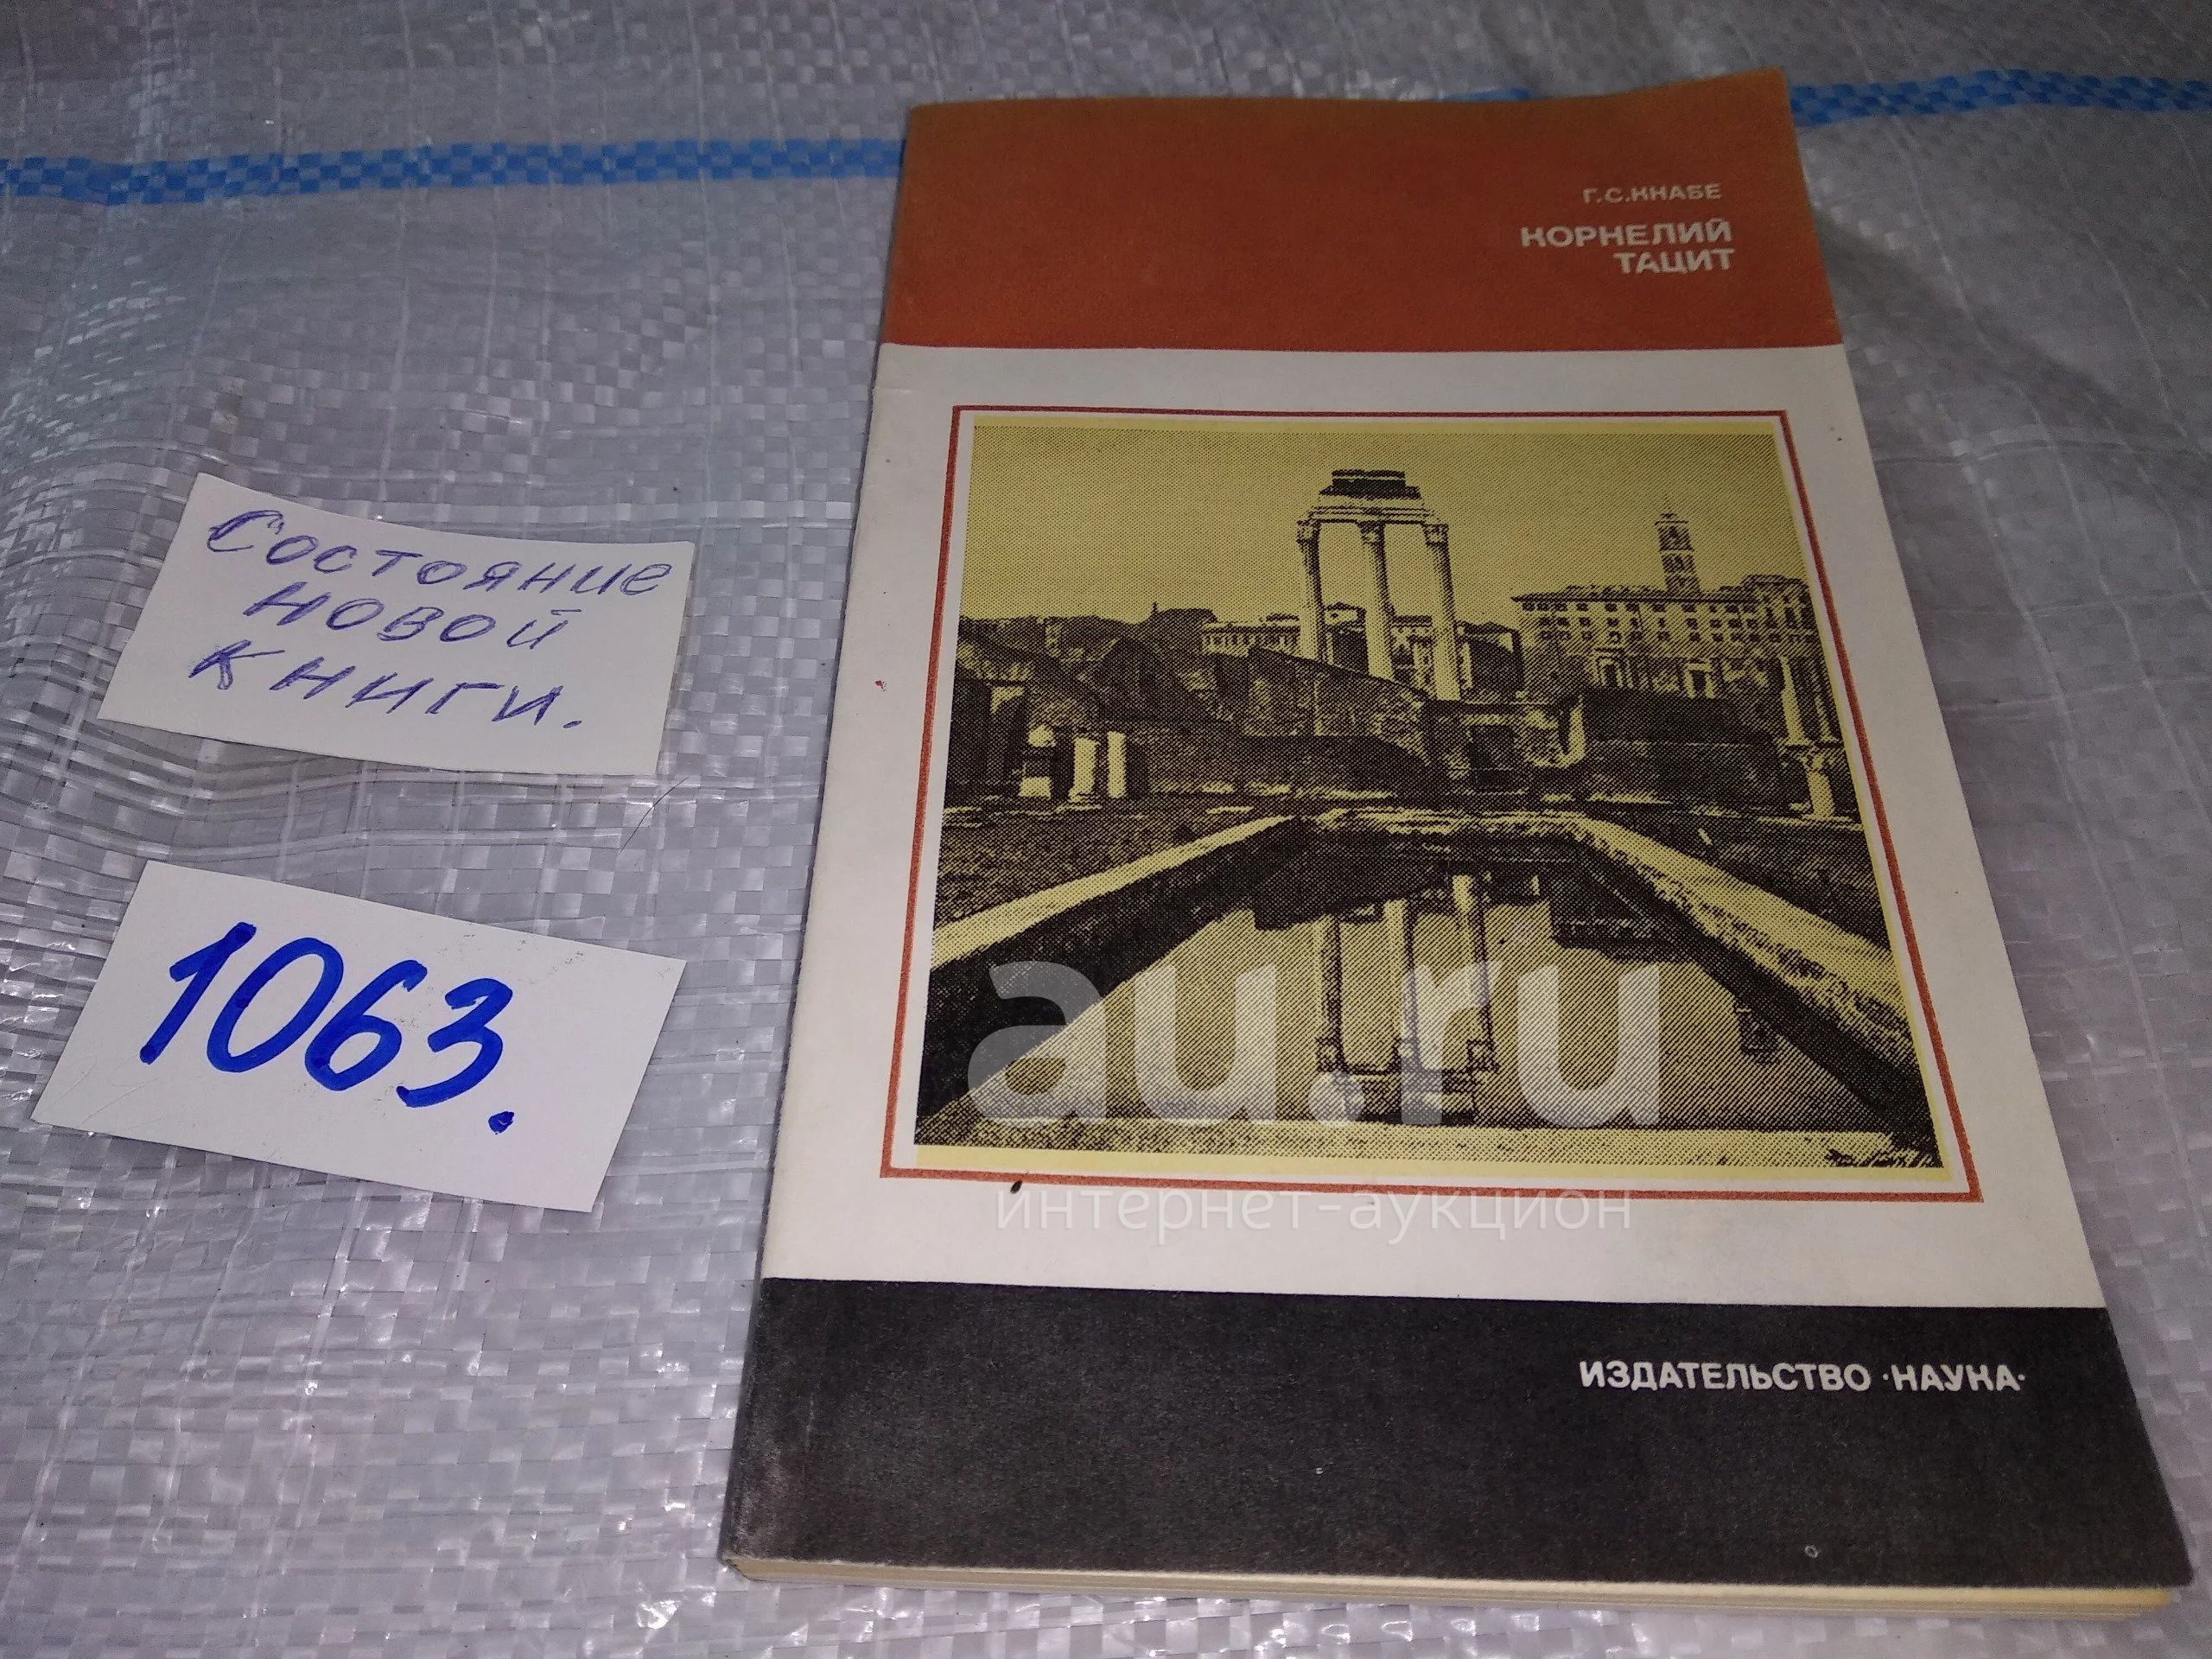 Г.С.КНАБЕ
КОРНЕЛИЙ
ТАЦИТ
Состояние
новой
книги.
1063.
au.ru
интернет-аукцион
ИЗДАТЕЛЬСТВО ·НАУКА·